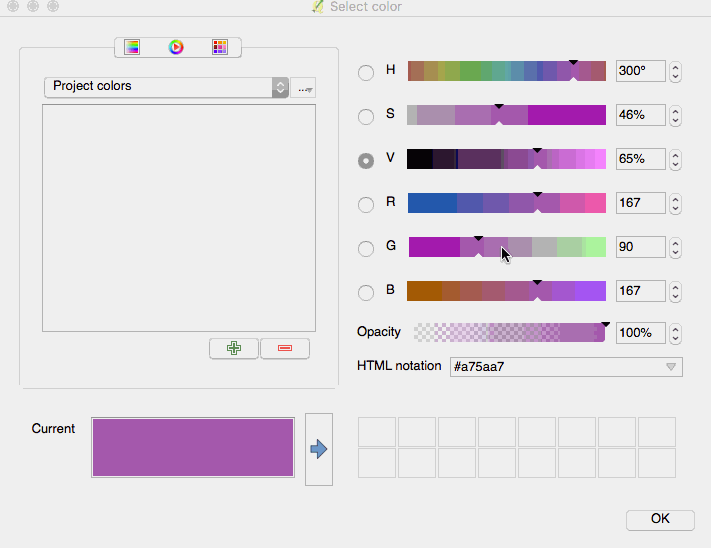 Select color
Project colors
...
H 300°
S 46%
V 65%
R 167
G 90
B 167
Opacity 100%
HTML notation #a75aa7
Current
OK